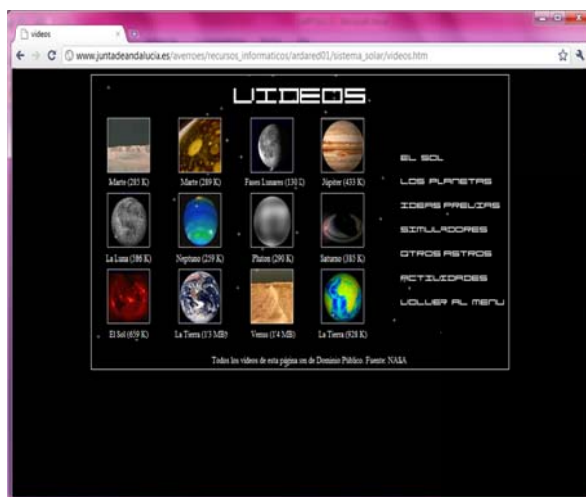 videos
www.juntadeandalucia.es/averroes/recursos_informaticos/ardared01/sistema_solar/videos.htm
VIDEOS
Marte (285 K)
Marte (289 K)
Fases Lunares (130 K)
Júpiter (433 K)
La Luna (386 K)
Neptuno (259 K)
Pluton (290 K)
Saturno (385 K)
El Sol (659 K)
La Tierra (1'3 MB)
Venus (1'4 MB)
La Tierra (928 K)
EL SOL
LOS PLANETAS
IDEAS PREVIAS
SIMULADORES
OTROS ASTROS
ACTIVIDADES
VOLVER AL MENU
Todos los videos de esta página son de Dominio Público. Fuente: NASA